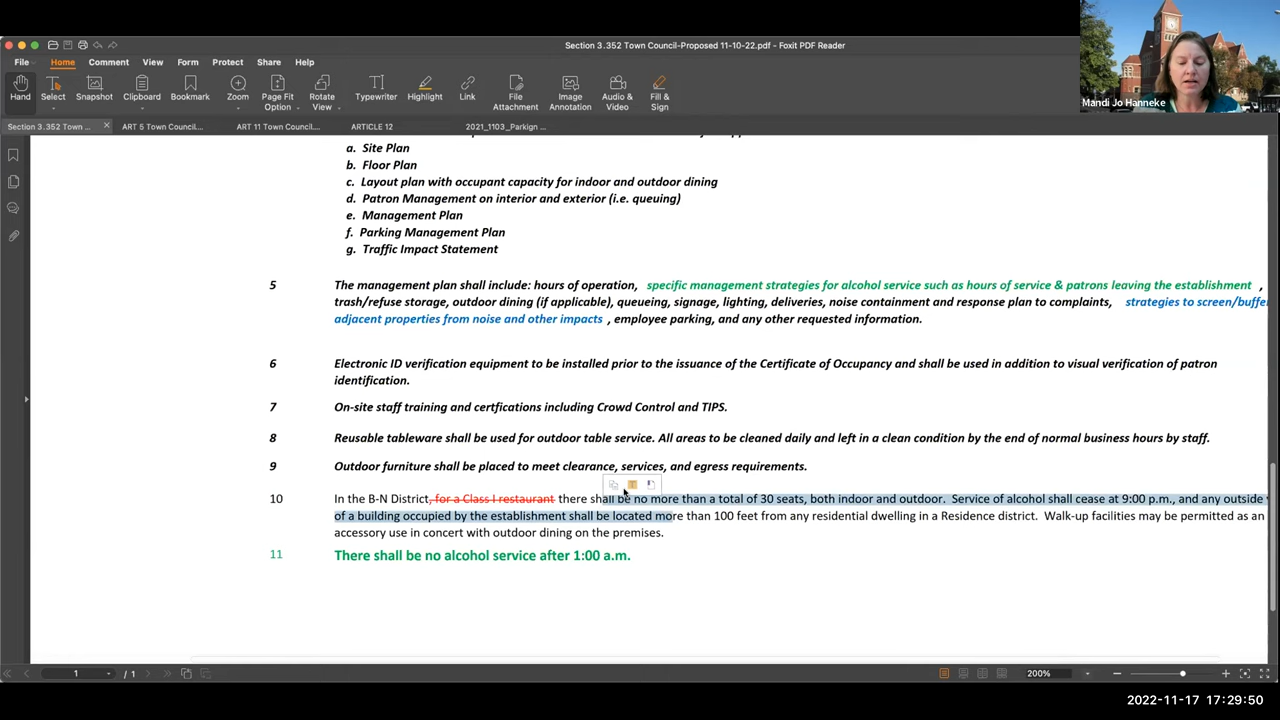 Section 3.352 Town Council-Proposed 11-10-22.pdf - Foxit PDF Reader
File Home Comment View Form Protect Share Help
Hand Select Snapshot Clipboard Bookmark Zoom Page Fit Option Rotate View Typewriter Highlight Link File Attachment Image Annotation Audio & Video Fill & Sign
Mandi Jo Hanneke
Section 3.352 Town ... ART 5 Town Council.... ART 11 Town Council.... ARTICLE 12 2021_1103_Parkign ...
a. Site Plan
b. Floor Plan
c. Layout plan with occupant capacity for indoor and outdoor dining
d. Patron Management on interior and exterior (i.e. queuing)
e. Management Plan
f. Parking Management Plan
g. Traffic Impact Statement
5 The management plan shall include: hours of operation, specific management strategies for alcohol service such as hours of service & patrons leaving the establishment ,
trash/refuse storage, outdoor dining (if applicable), queueing, signage, lighting, deliveries, noise containment and response plan to complaints, strategies to screen/buffe
adjacent properties from noise and other impacts , employee parking, and any other requested information.
6 Electronic ID verification equipment to be installed prior to the issuance of the Certificate of Occupancy and shall be used in addition to visual verification of patron
identification.
7 On-site staff training and certfications including Crowd Control and TIPS.
8 Reusable tableware shall be used for outdoor table service. All areas to be cleaned daily and left in a clean condition by the end of normal business hours by staff.
9 Outdoor furniture shall be placed to meet clearance, services, and egress requirements.
10 In the B-N District, for a Class I restaurant there shall be no more than a total of 30 seats, both indoor and outdoor. Service of alcohol shall cease at 9:00 p.m., and any outside
of a building occupied by the establishment shall be located more than 100 feet from any residential dwelling in a Residence district. Walk-up facilities may be permitted as an
accessory use in concert with outdoor dining on the premises.
11 There shall be no alcohol service after 1:00 a.m.
1 / 1 200%
2022-11-17 17:29:50